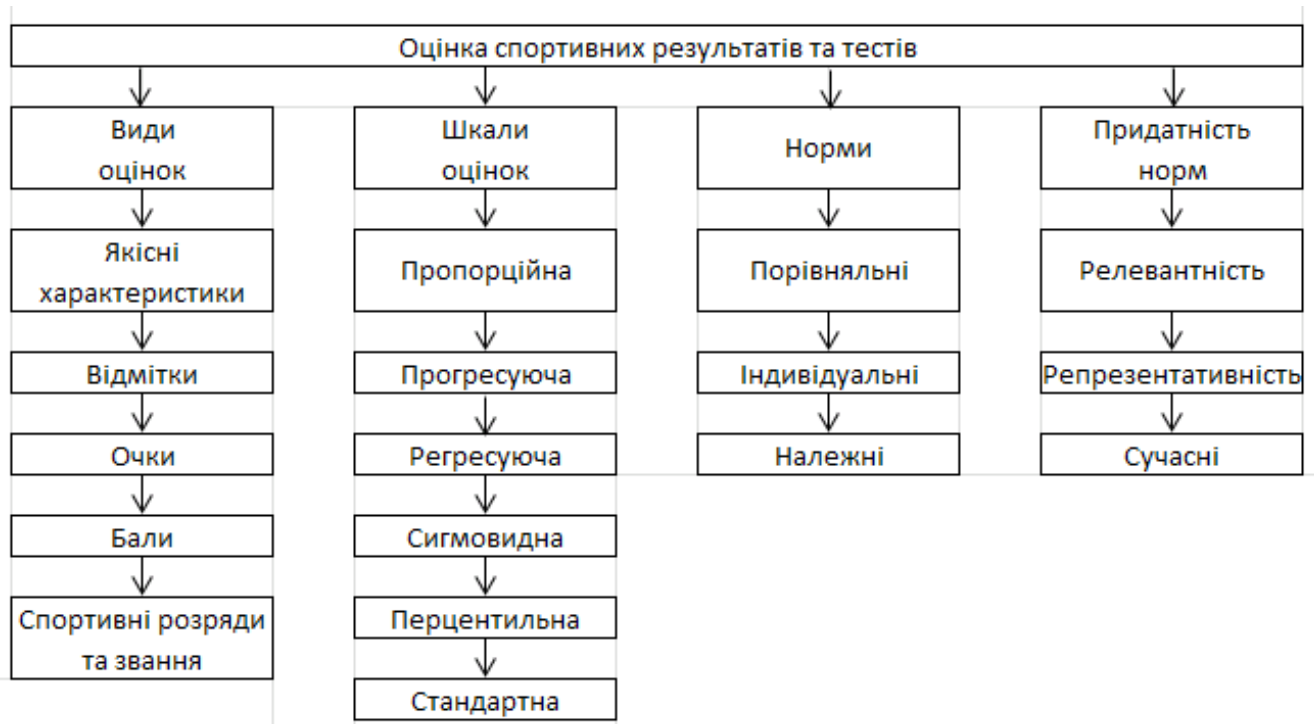 Оцінка спортивних результатів та тестів
Види
оцінок
Якісні
характеристики
Відмітки
Очки
Бали
Спортивні розряди
та звання
Шкали
оцінок
Пропорційна
Прогресуюча
Регресуюча
Сигмовидна
Перцентильна
Стандартна
Норми
Порівняльні
Індивідуальні
Належні
Придатність
норм
Релевантність
Репрезентативність
Сучасні